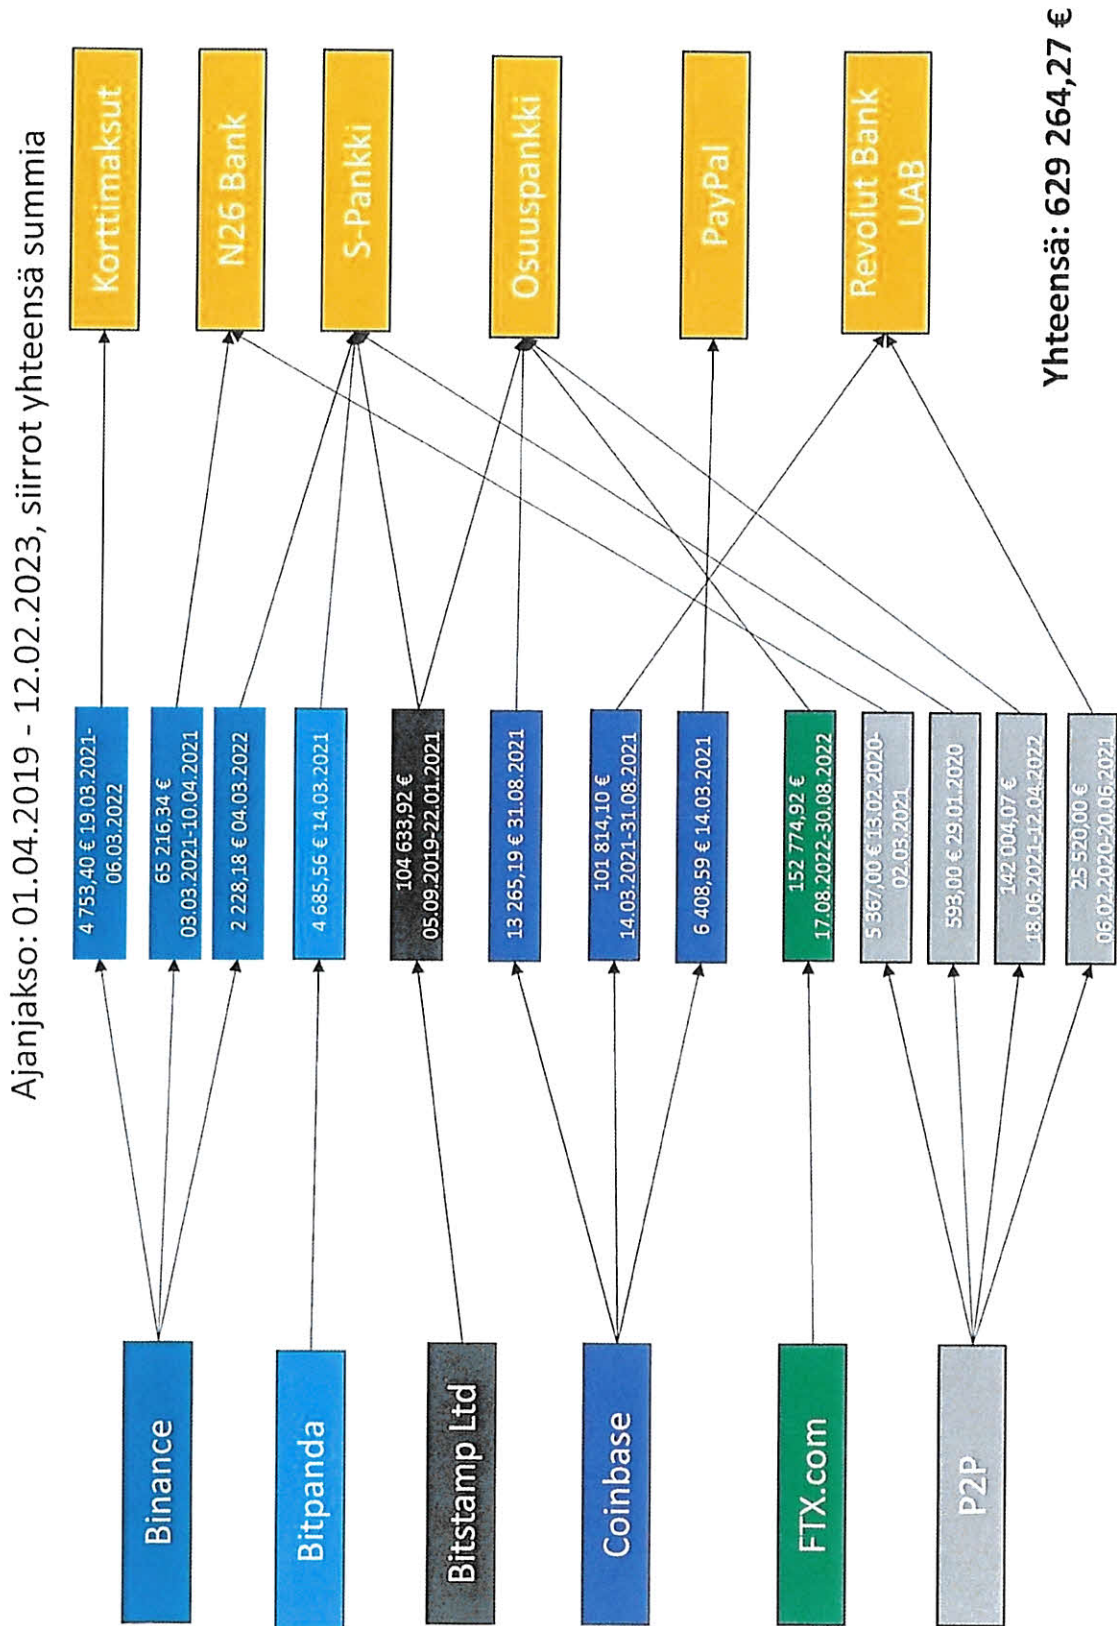 Ajanjakso: 01.04.2019 - 12.02.2023, siirrot yhteensä summia
Binance
Bitpanda
Bitstamp Ltd
Coinbase
FTX.com
P2P
4 753,40 € 19.03.2021-
06.03.2022
65 216,34 €
03.03.2021-10.04.2021
2 228,18 € 04.03.2022
4 685,56 € 14.03.2021
104 633,92 €
05.09.2019-22.01.2021
13 265,19 € 31.08.2021
101 814,10 €
14.03.2021-31.08.2021
6 408,59 € 14.03.2021
152 774,92 €
17.08.2022-30.08.2022
5 367,00 € 13.02.2020-
02.03.2021
593,00 € 29.01.2020
142 004,07 €
18.06.2021-12.04.2022
25 520,00 €
06.02.2020-20.06.2021
Korttimaksut
N26 Bank
S-Pankki
Osuuspankki
PayPal
Revolut Bank
UAB
Yhteensä: 629 264,27 €